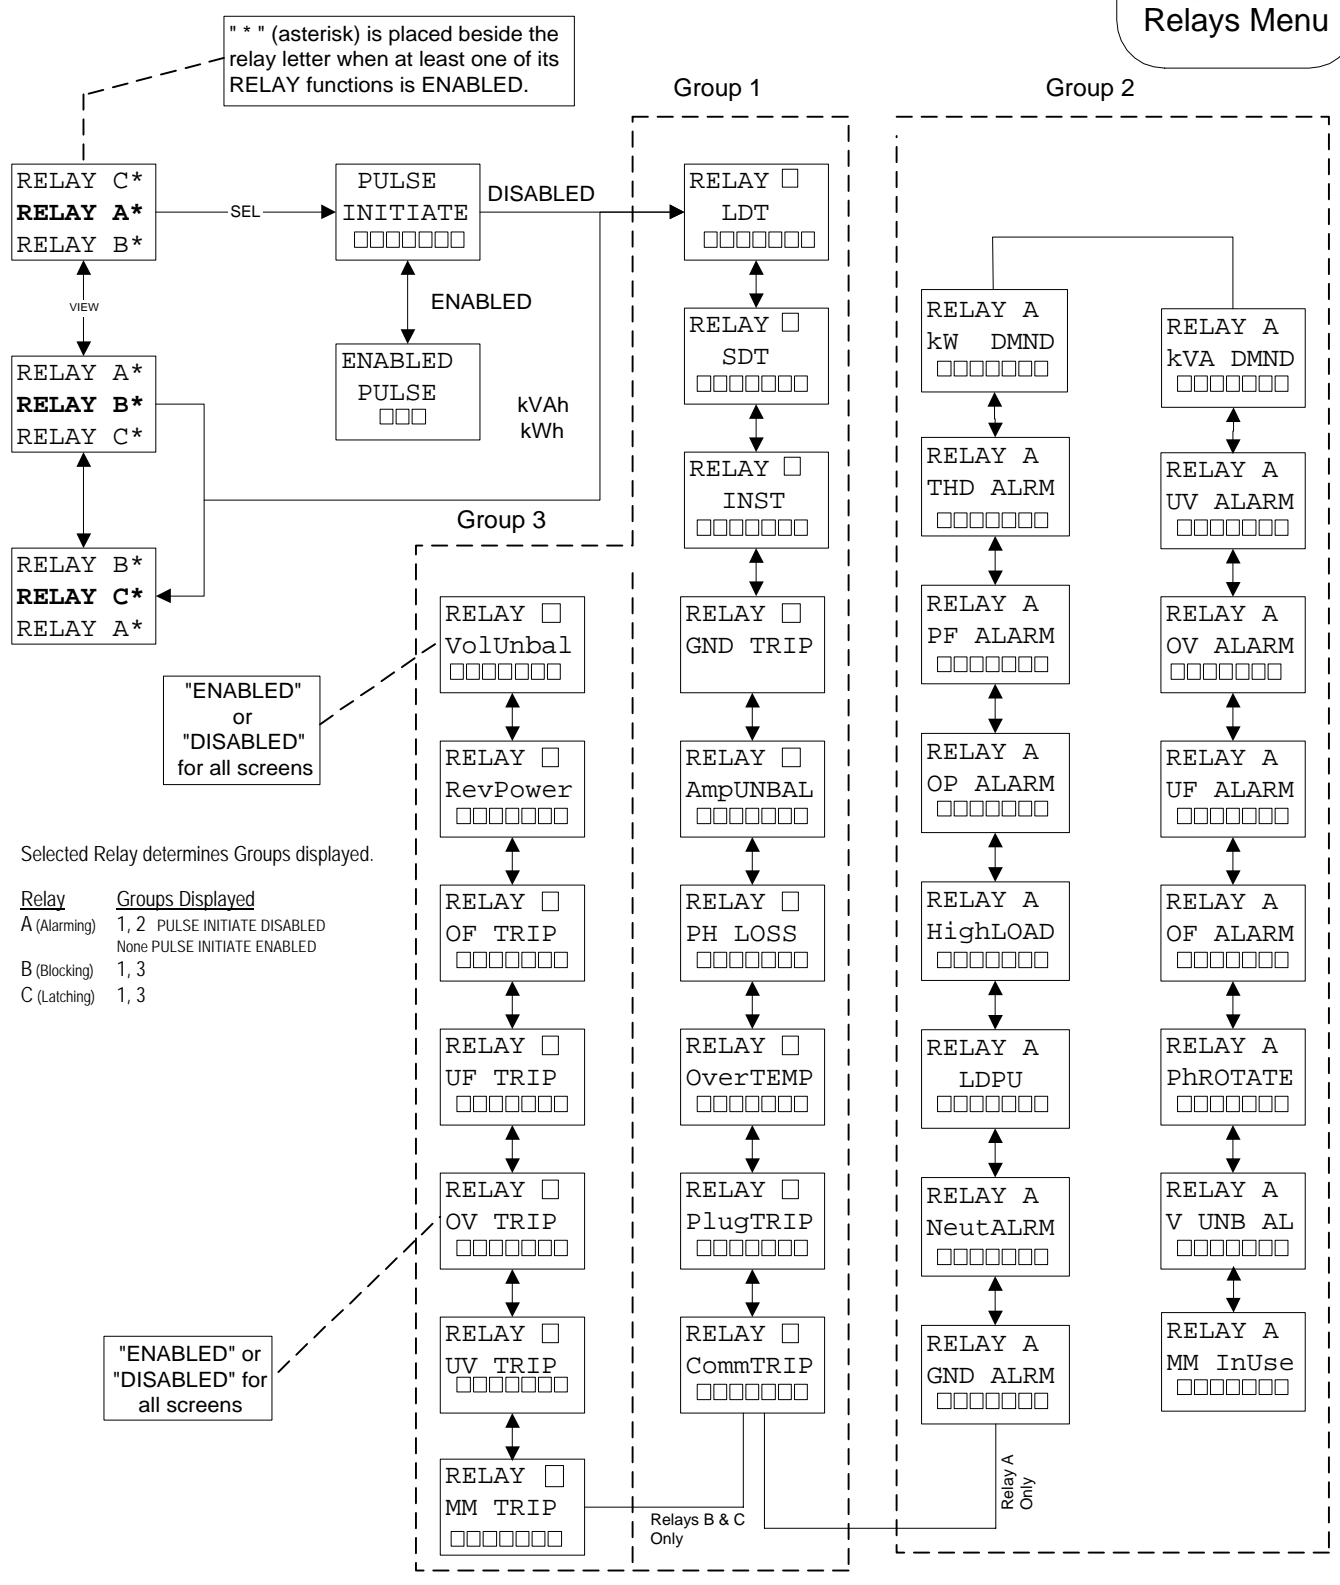 Relays Menu
" * " (asterisk) is placed beside the
relay letter when at least one of its
RELAY functions is ENABLED.
Group 1
Group 2
RELAY C*
RELAY A*
RELAY B*
SEL
PULSE
INITIATE
□□□□□□□
DISABLED
VIEW
ENABLED
ENABLED
PULSE
□□□
kVAh
kWh
RELAY A*
RELAY B*
RELAY C*
RELAY B*
RELAY C*
RELAY A*
"ENABLED"
or
"DISABLED"
for all screens
Selected Relay determines Groups displayed.
Relay Groups Displayed
A (Alarming) 1, 2 PULSE INITIATE DISABLED
None PULSE INITIATE ENABLED
B (Blocking) 1, 3
C (Latching) 1, 3
"ENABLED" or
"DISABLED" for
all screens
Group 3
RELAY □
VolUnbal
□□□□□□□
RELAY □
RevPower
□□□□□□□
RELAY □
OF TRIP
□□□□□□□
RELAY □
UF TRIP
□□□□□□□
RELAY □
OV TRIP
□□□□□□□
RELAY □
UV TRIP
□□□□□□□
RELAY □
MM TRIP
□□□□□□□
Relays B & C
Only
RELAY □
LDT
□□□□□□□
RELAY □
SDT
□□□□□□□
RELAY □
INST
□□□□□□□
RELAY □
GND TRIP
RELAY □
AmpUNBAL
□□□□□□□
RELAY □
PH LOSS
□□□□□□□
RELAY □
OverTEMP
□□□□□□□
RELAY □
PlugTRIP
□□□□□□□
RELAY □
CommTRIP
□□□□□□□
RELAY A
kW DMND
□□□□□□□
RELAY A
THD ALRM
□□□□□□□
RELAY A
PF ALARM
□□□□□□□
RELAY A
OP ALARM
□□□□□□□
RELAY A
HighLOAD
□□□□□□□
RELAY A
LDPU
□□□□□□□
RELAY A
NeutALRM
□□□□□□□
RELAY A
GND ALRM
□□□□□□□
Relay A
Only
RELAY A
kVA DMND
□□□□□□□
RELAY A
UV ALARM
□□□□□□□
RELAY A
OV ALARM
□□□□□□□
RELAY A
UF ALARM
□□□□□□□
RELAY A
OF ALARM
□□□□□□□
RELAY A
PhROTATE
□□□□□□□
RELAY A
V UNB AL
□□□□□□□
RELAY A
MM InUse
□□□□□□□